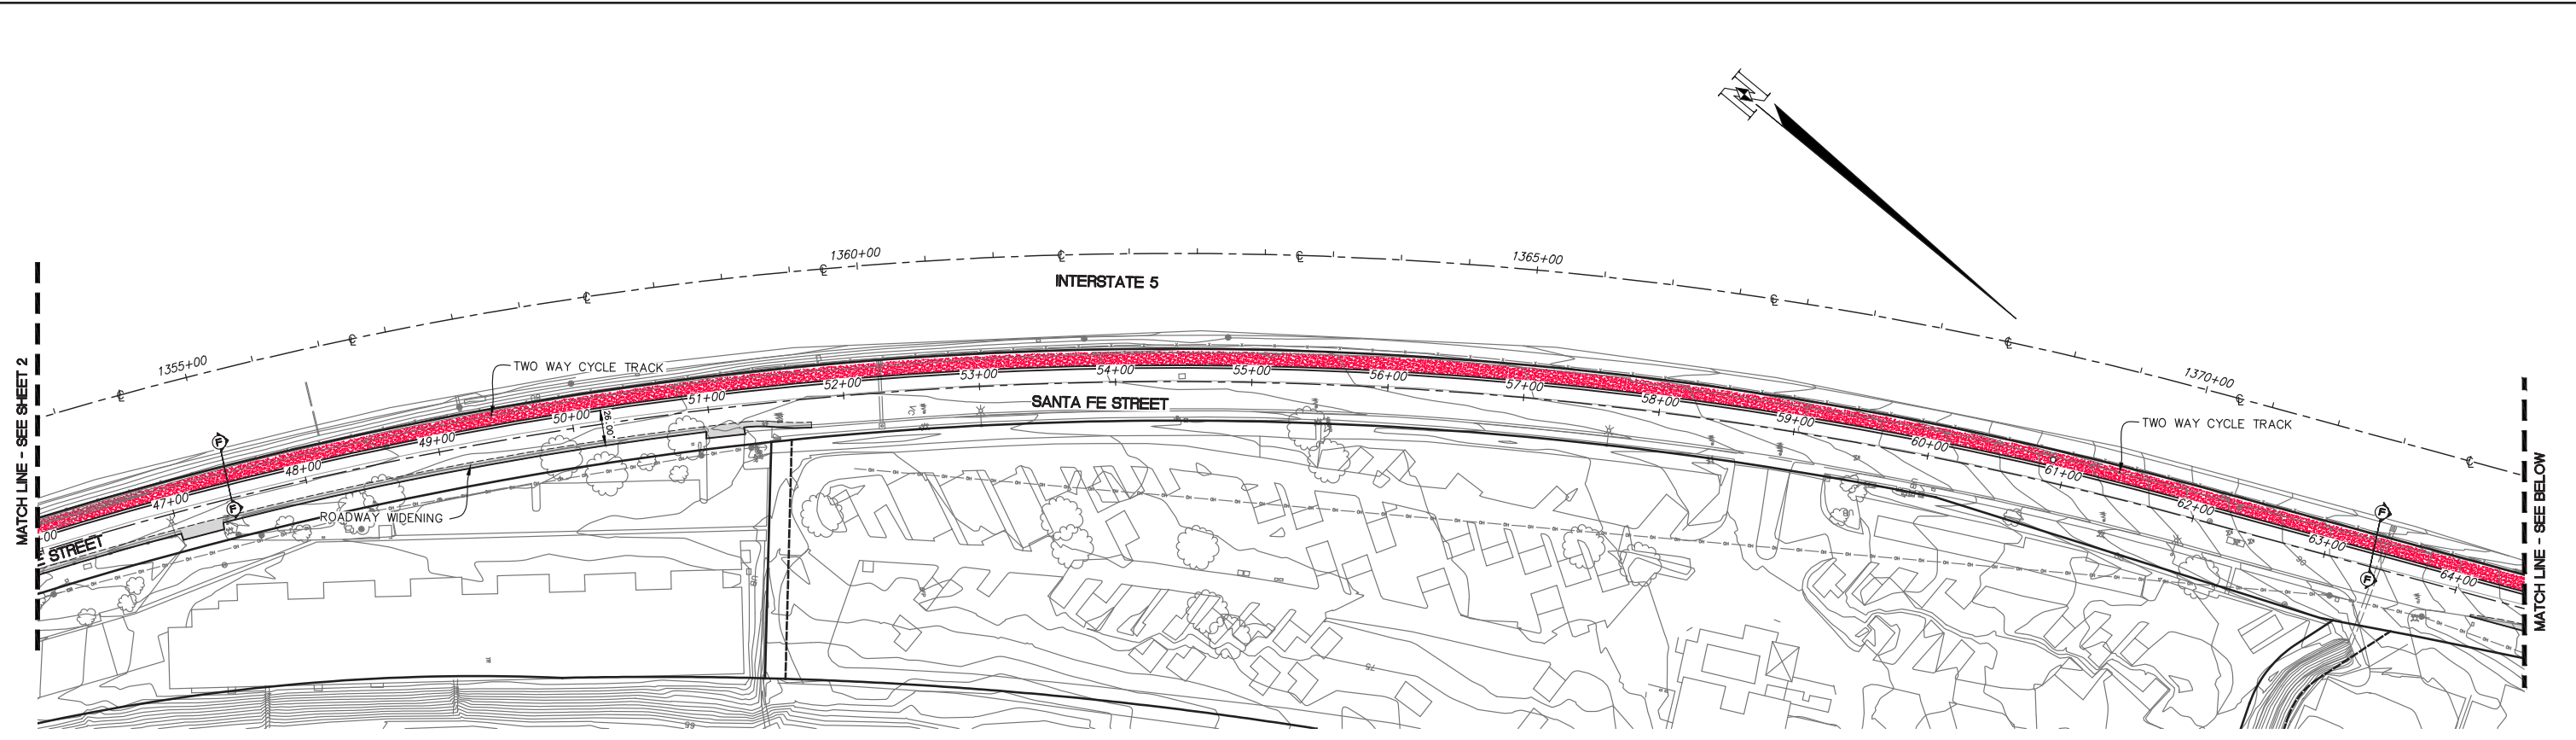 N
1360+00
1365+00
INTERSTATE 5
1355+00
1370+00
TWO WAY CYCLE TRACK
TWO WAY CYCLE TRACK
MATCH LINE - SEE SHEET 2
MATCH LINE - SEE BELOW
47+00
48+00
49+00
50+00
51+00
52+00
53+00
54+00
55+00
56+00
57+00
58+00
59+00
60+00
61+00
62+00
63+00
64+00
26.00
SANTA FE STREET
F
F
F
F
ROADWAY WIDENING
STREET
75
65